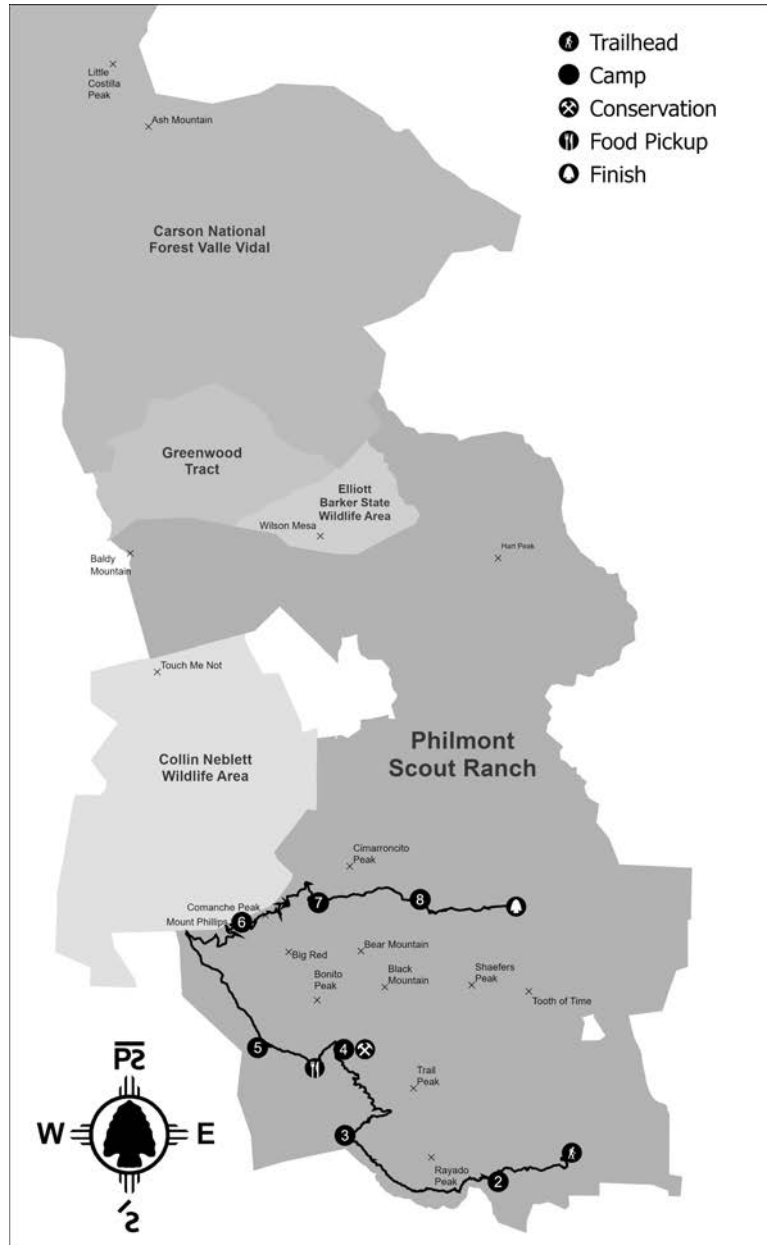 Trailhead
Camp
Conservation
Food Pickup
Finish
Little
Costilla
Peak
Ash Mountain
Carson National
Forest Valle Vidal
Greenwood
Tract
Elliott
Barker State
Wildlife Area
Wilson Mesa
Hart Peak
Baldy
Mountain
Touch Me Not
Philmont
Scout Ranch
Collin Neblett
Wildlife Area
Cimarroncito
Peak
Comanche Peak
Mount Phillips
6
7
8
Big Red
Bear Mountain
Bonito
Peak
Black
Mountain
Shaefers
Peak
Tooth of Time
5
4
Trail
Peak
3
Rayado
Peak
2
W
E